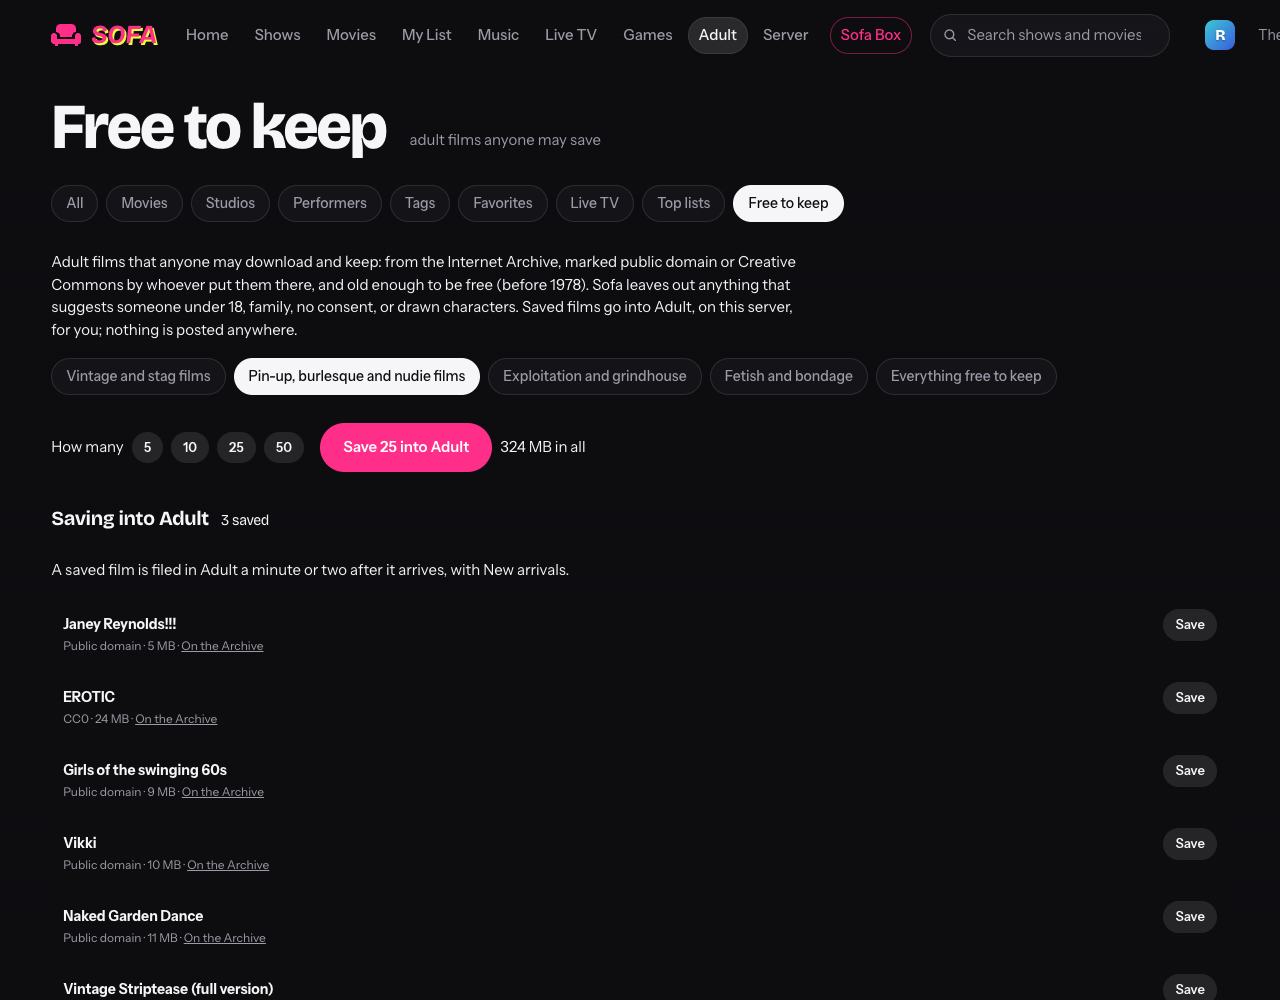 SOFA Home Shows Movies My List Music Live TV Games Adult Server Sofa Box Search shows and movies R The
Free to keep adult films anyone may save
All Movies Studios Performers Tags Favorites Live TV Top lists Free to keep
Adult films that anyone may download and keep: from the Internet Archive, marked public domain or Creative
Commons by whoever put them there, and old enough to be free (before 1978). Sofa leaves out anything that
suggests someone under 18, family, no consent, or drawn characters. Saved films go into Adult, on this server,
for you; nothing is posted anywhere.
Vintage and stag films Pin-up, burlesque and nudie films Exploitation and grindhouse Fetish and bondage Everything free to keep
How many 5 10 25 50 Save 25 into Adult 324 MB in all
Saving into Adult 3 saved
A saved film is filed in Adult a minute or two after it arrives, with New arrivals.
Janey Reynolds!!! Save
Public domain · 5 MB · On the Archive
EROTIC Save
CC0 · 24 MB · On the Archive
Girls of the swinging 60s Save
Public domain · 9 MB · On the Archive
Vikki Save
Public domain · 10 MB · On the Archive
Naked Garden Dance Save
Public domain · 11 MB · On the Archive
Vintage Striptease (full version) Save